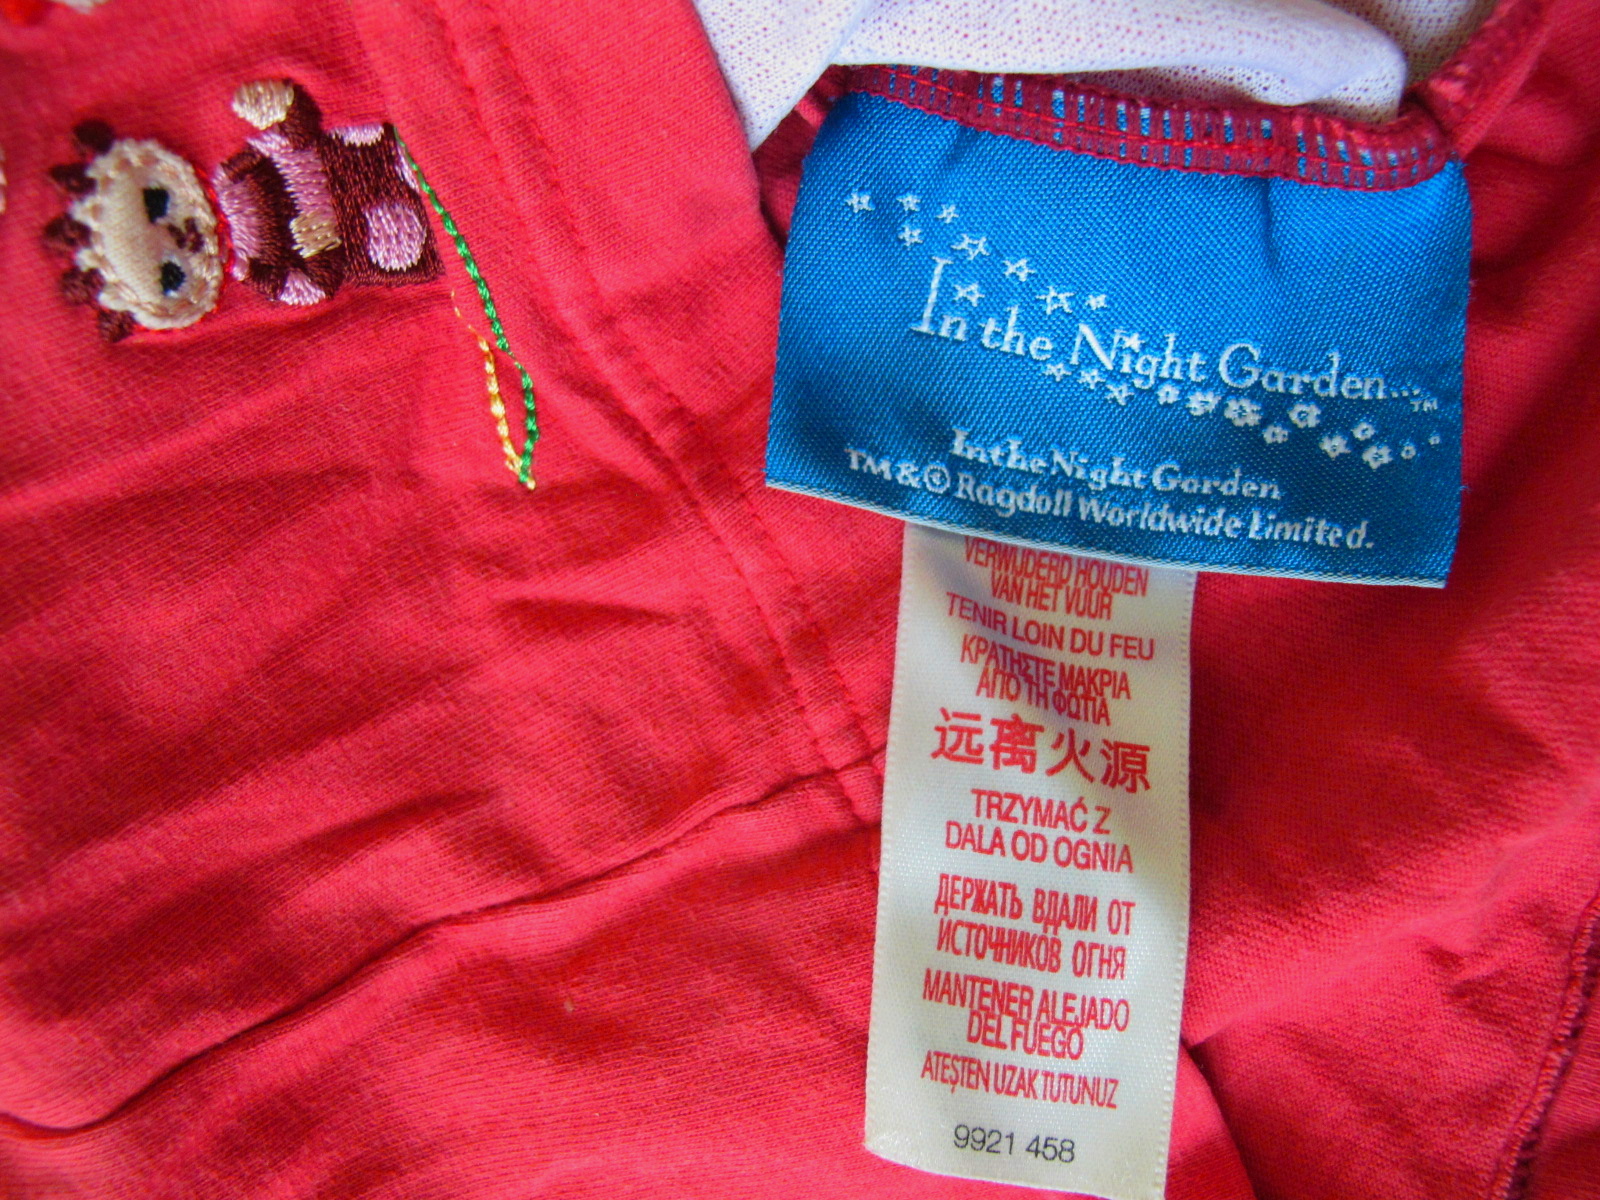 In the Night Garden...™
In the Night Garden
TM & © Ragdoll Worldwide Limited.
VERWIJDERD HOUDEN
VAN HET VUUR
TENIR LOIN DU FEU
ΚΡΑΤΗΣΤΕ ΜΑΚΡΙΑ
ΑΠΟ ΤΗ ΦΩΤΙΑ
远离火源
TRZYMAĆ Z
DALA OD OGNIA
ДЕРЖАТЬ ВДАЛИ ОТ
ИСТОЧНИКОВ ОГНЯ
MANTENER ALEJADO
DEL FUEGO
ATEŞTEN UZAK TUTUNUZ
9921 458